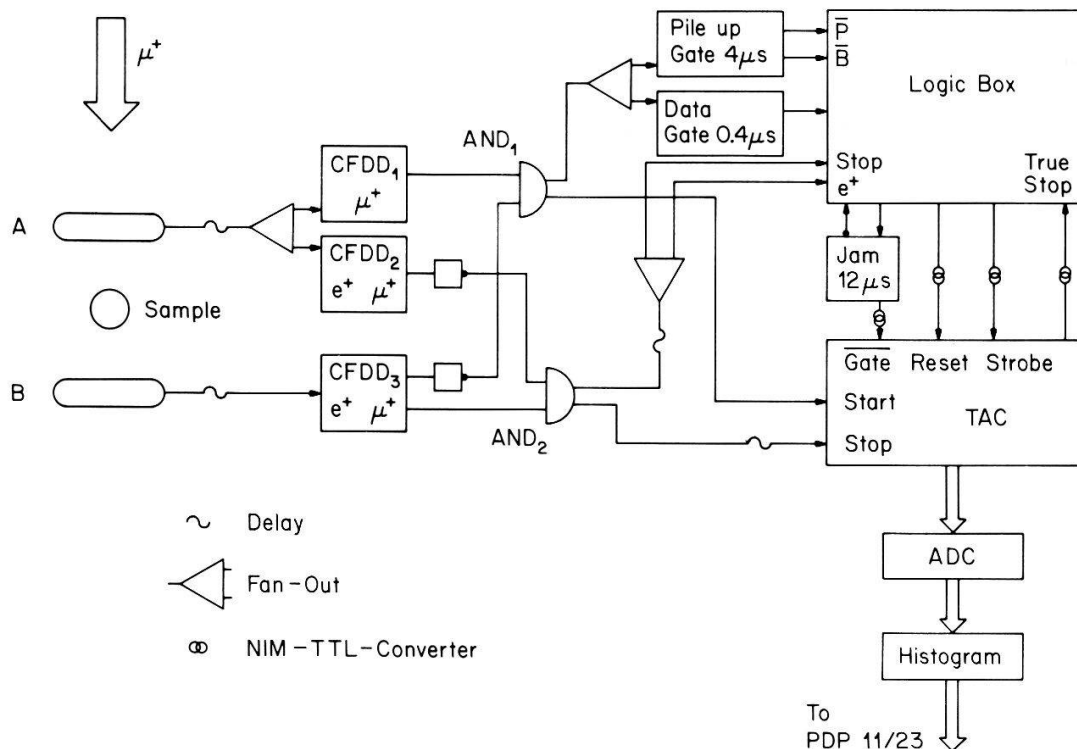 μ⁺
A
B
Sample
CFDD₁
μ⁺
CFDD₂
e⁺ μ⁺
CFDD₃
e⁺ μ⁺
AND₁
AND₂
Pile up
Gate 4μs
Data
Gate 0.4μs
P̅
B̅
Logic Box
Stop
e⁺
True
Stop
Jam
12μs
G̅a̅t̅e̅ Reset Strobe
Start
TAC
Stop
ADC
Histogram
To
PDP 11/23
Delay
Fan-Out
NIM-TTL-Converter